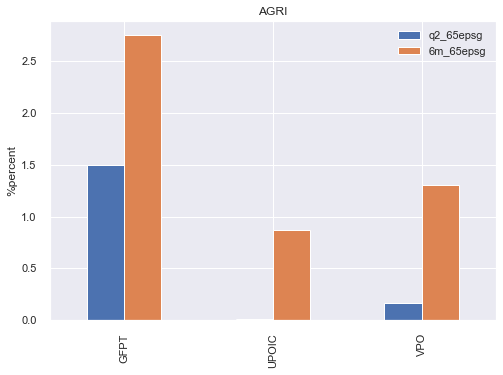 AGRI
q2_65epsg
6m_65epsg
%percent
2.5
2.0
1.5
1.0
0.5
0.0
GFPT
UPOIC
VPO